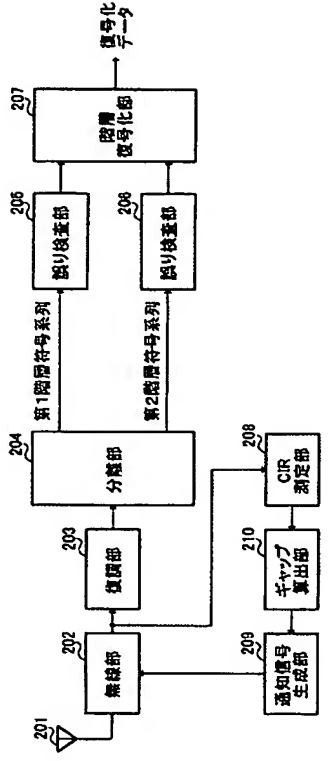 201
202
無線部
203
復調部
204
分離部
第1階層符号系列
第2階層符号系列
205
誤り検査部
206
誤り検査部
207
階層
復号化部
復号化
データ
208
CIR
測定部
210
ギャップ
算出部
209
通知信号
生成部